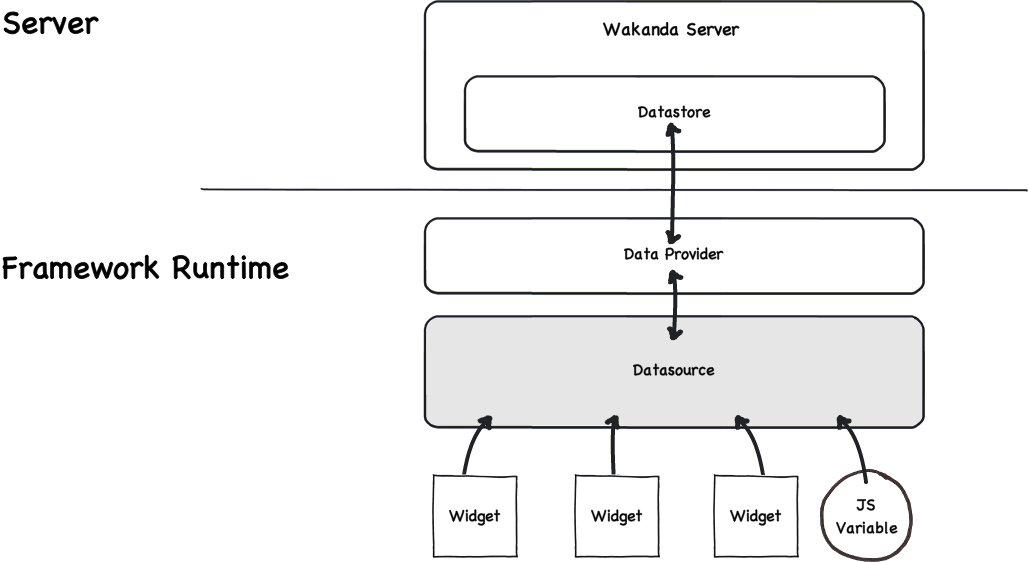 Server
Wakanda Server
Datastore
Data Provider
Framework Runtime
Datasource
Widget
Widget
Widget
JS
Variable